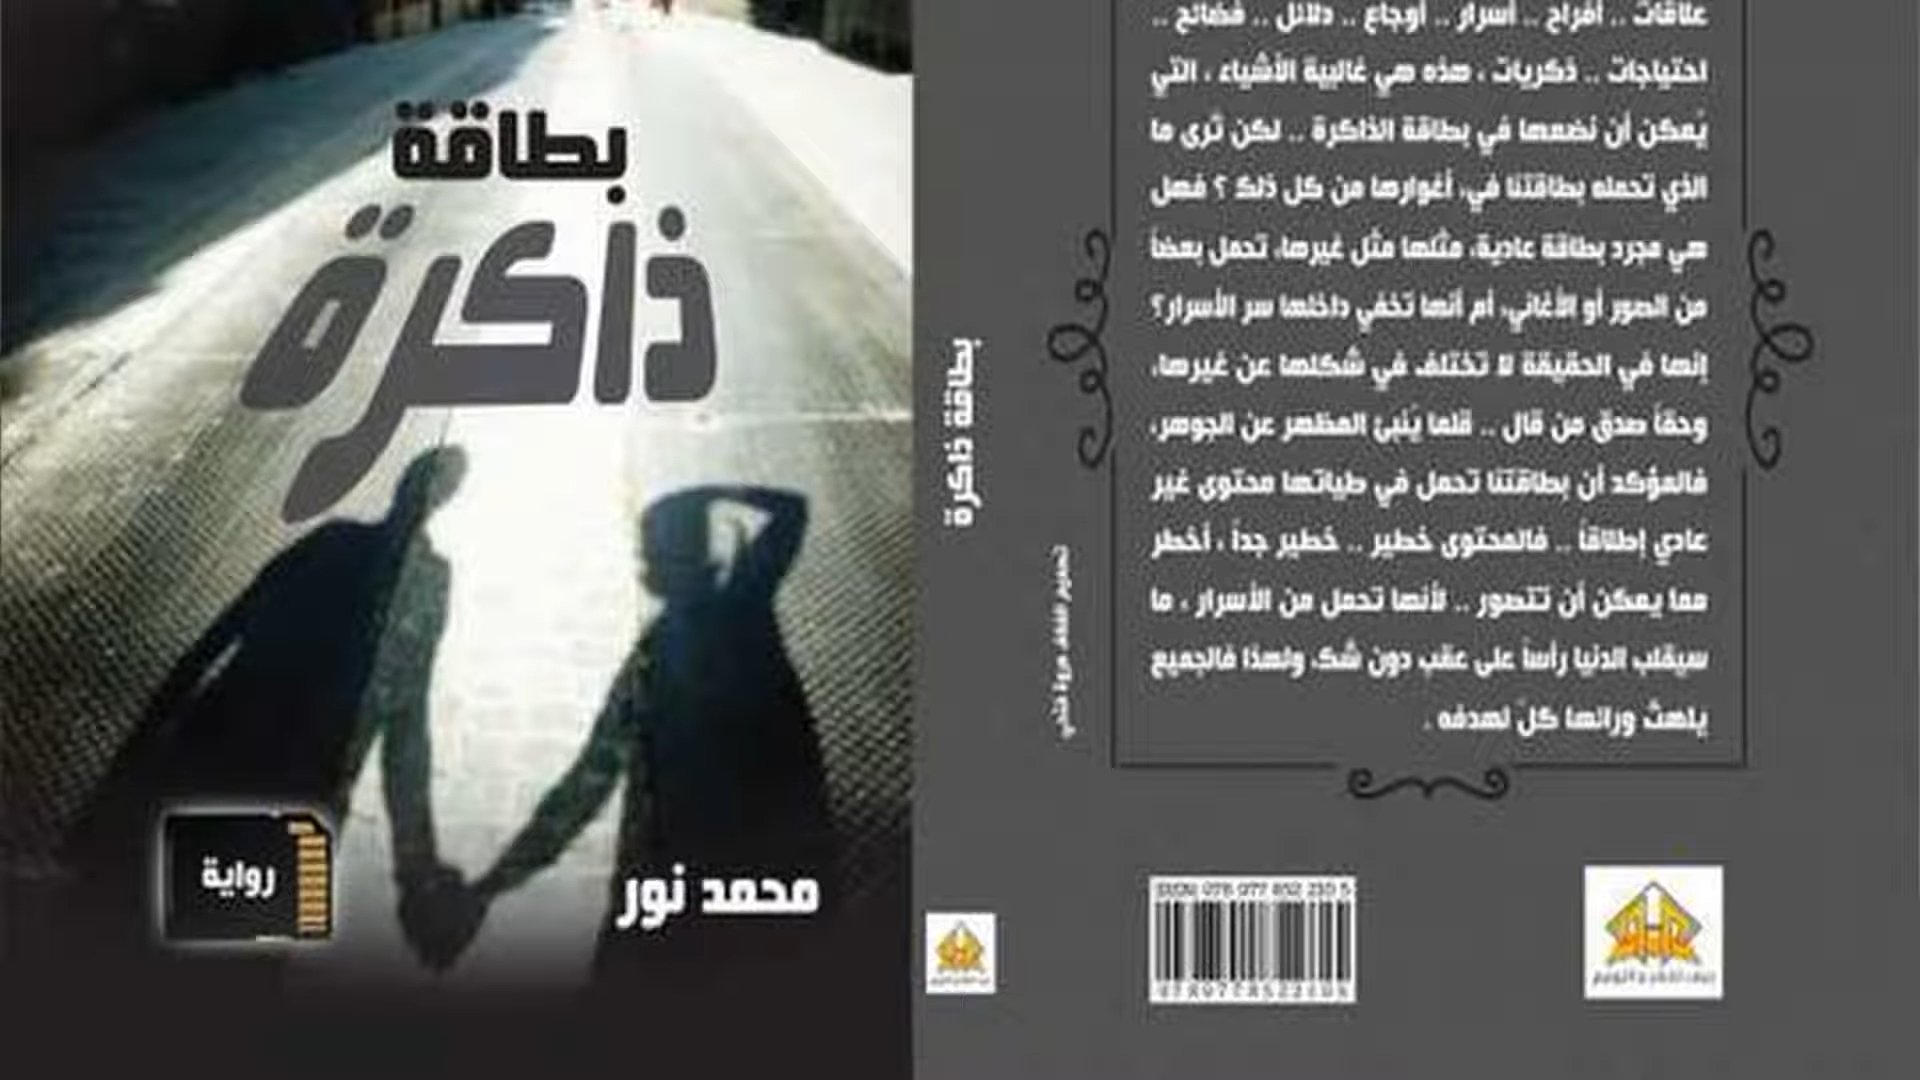 بطاقة
ذاكرة
رواية
محمد نور
بطاقة ذاكرة
تصميم الغلاف مروة فتحي
علاقات .. أفراح .. أسرار .. أوجاع .. دلائل .. فضائح ..
احتياجات .. ذكريات ، هذه هي غالبية الأشياء ، التي
يُمكن أن نضعها في بطاقة الذاكرة .. لكن تُرى ما
الذي تحمله بطاقتنا في، أغوارها من كل ذلك ؟ فهل
هي مجرد بطاقة عادية، مثلها مثل غيرها، تحمل بعضاً
من الصور أو الأغاني، أم أنها تخفي داخلها سر الأسرار؟
إنها في الحقيقة لا تختلف في شكلها عن غيرها،
وحقاً صدق من قال .. قلما يُنبئ المظهر عن الجوهر،
فالمؤكد أن بطاقتنا تحمل في طياتها محتوى غير
عادي إطلاقاً .. فالمحتوى خطير .. خطير جداً ، أخطر
مما يمكن أن تتصور .. لأنها تحمل من الأسرار ، ما
سيقلب الدنيا رأساً على عقب دون شك، ولهذا فالجميع
يلهث ورائها كلٌ لهدفه .